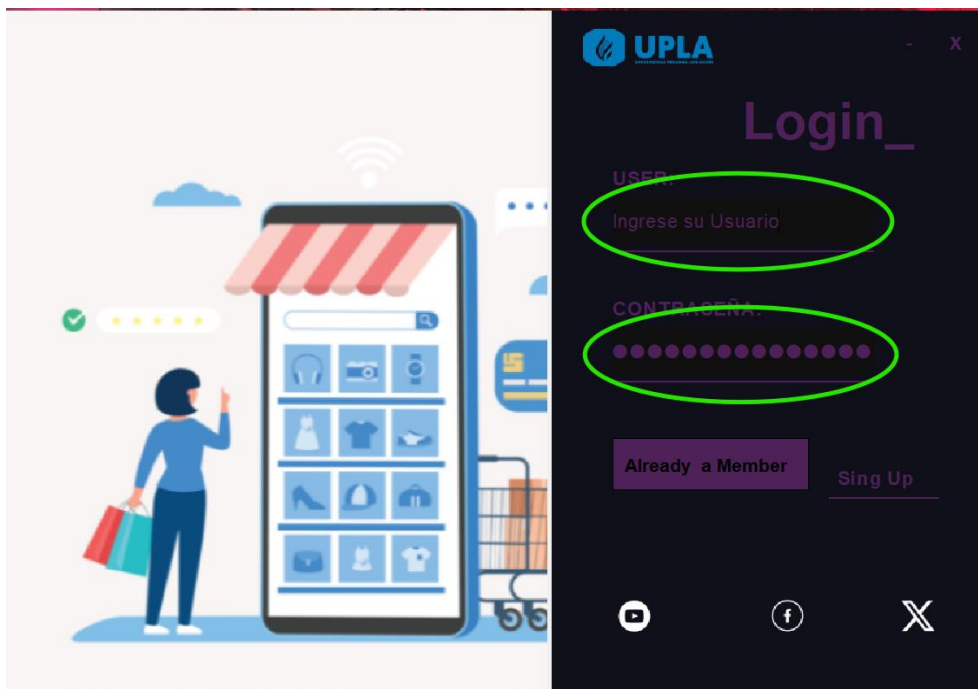 UPLA
-
X
Login_
USER:
Ingrese su Usuario
CONTRASEÑA:
Already a Member
Sing Up